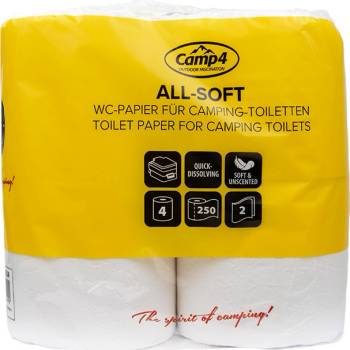 Camp4
OUTDOOR FASCINATION
ALL-SOFT
WC-PAPIER FÜR CAMPING-TOILETTEN
TOILET PAPER FOR CAMPING TOILETS
QUICK-
DISSOLVING
SOFT &
UNSCENTED
4
250
2
The spirit of camping!